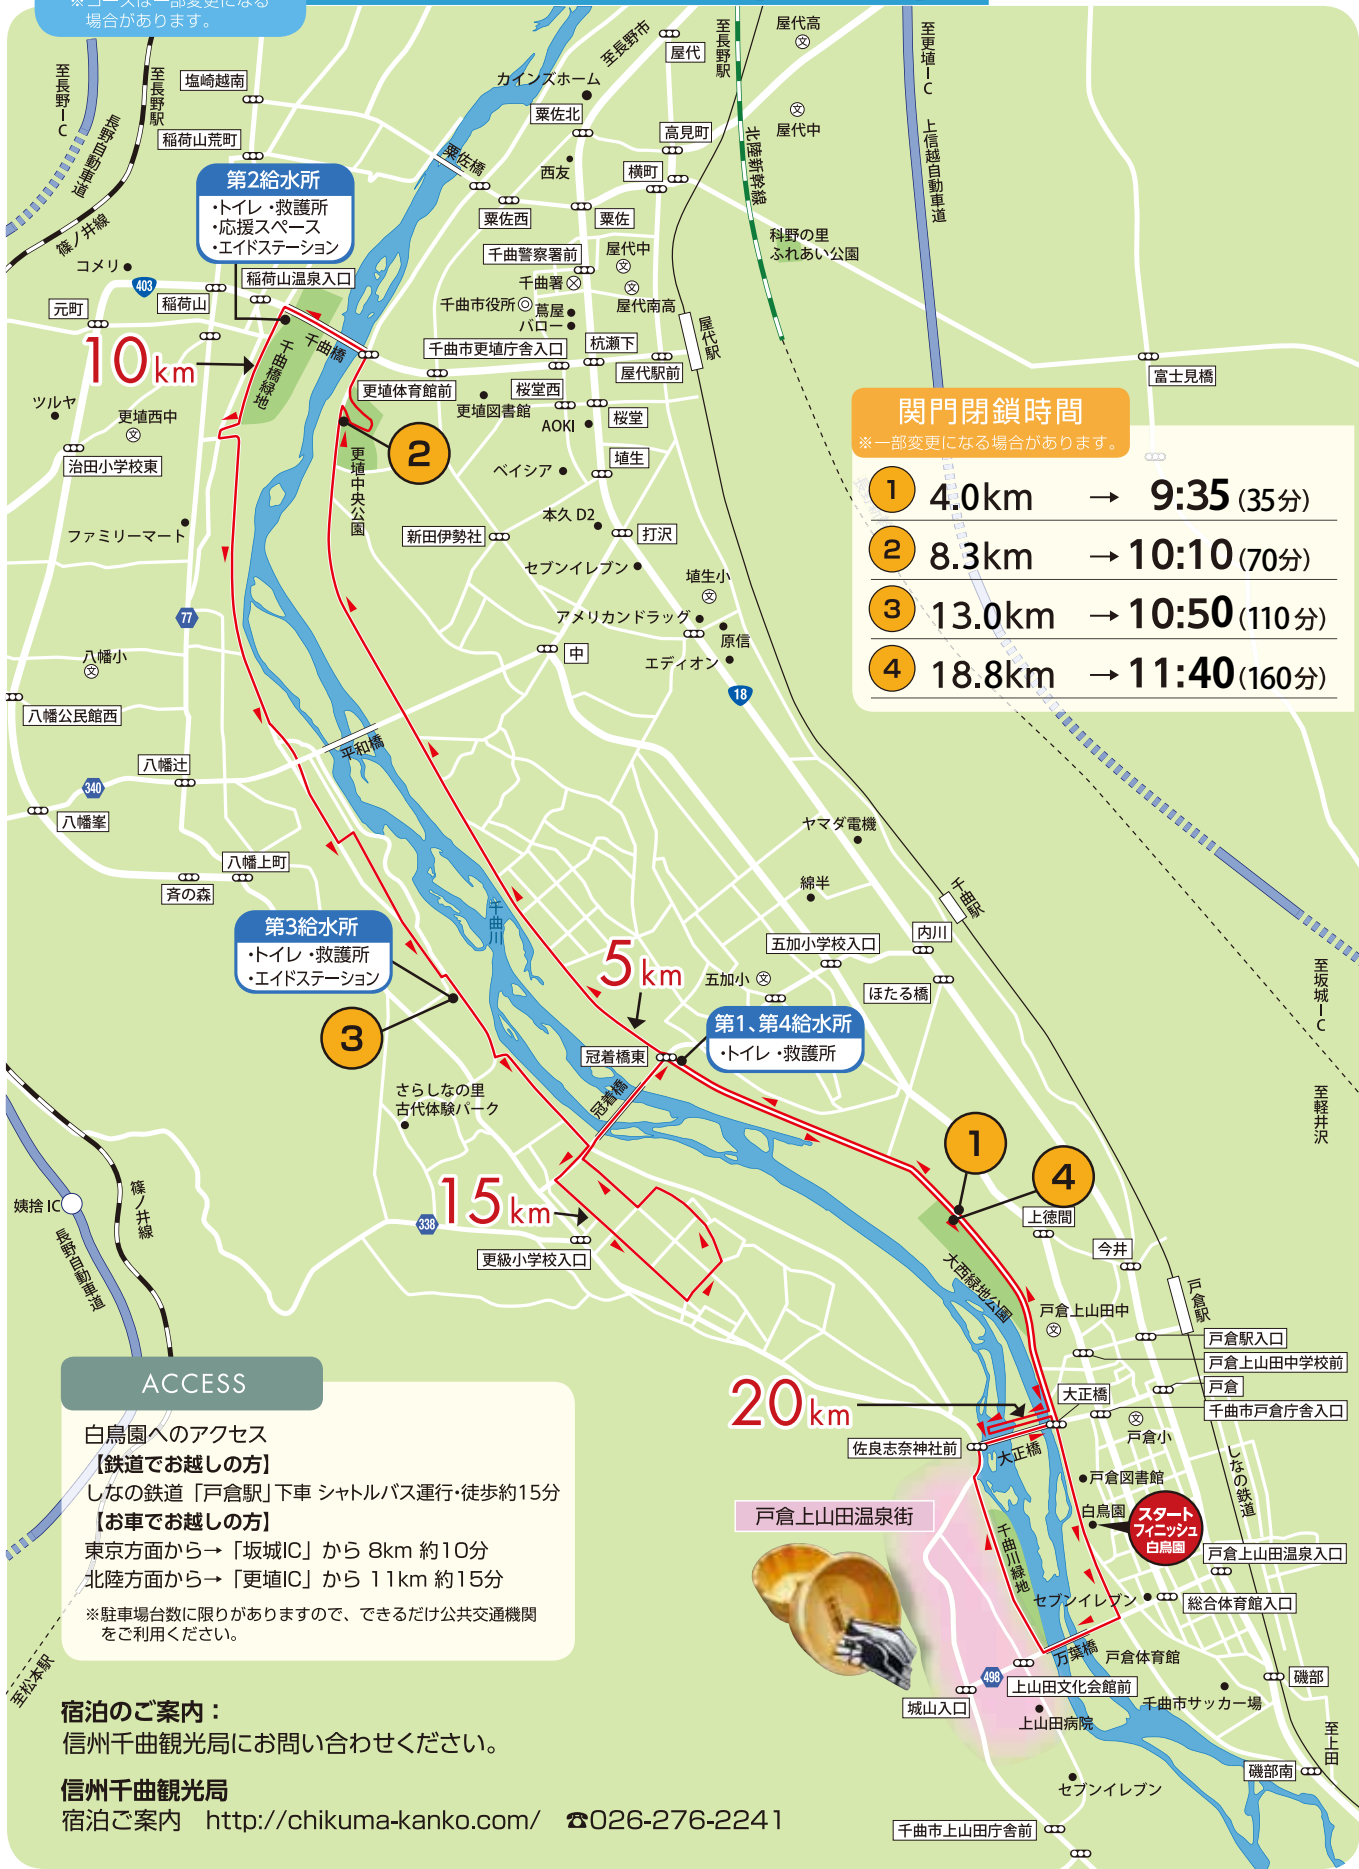 ※コースは一部変更になる
場合があります。
至長野IC
長野自動車道
至長野駅
篠ノ井線
塩崎越南
稲荷山荒町
第2給水所
・トイレ ・救護所
・応援スペース
・エイドステーション
コメリ
403
稲荷山
稲荷山温泉入口
元町
10km
千曲橋緑地
千曲橋
ツルヤ
更埴西中
文
治田小学校東
ファミリーマート
77
八幡小
文
八幡公民館西
八幡辻
340
八幡峯
八幡上町
斉の森
至長野市
屋代
至長野駅
屋代高
文
カインズホーム
粟佐北
粟佐橋
西友
高見町
横町
屋代中
文
北陸新幹線
粟佐西
粟佐
千曲警察署前
屋代中
文
千曲署
千曲市役所
文
屋代南高
蔦屋
バロー
科野の里
ふれあい公園
至更埴IC
上信越自動車道
杭瀬下
千曲市更埴庁舎入口
屋代駅前
屋代駅
更埴体育館前
更埴図書館
桜堂西
桜堂
AOKI
2
更埴中央公園
ベイシア
埴生
本久 D2
新田伊勢社
打沢
セブンイレブン
埴生小
文
アメリカンドラッグ
原信
エディオン
中
18
平和橋
富士見橋
関門閉鎖時間
※一部変更になる場合があります。
1 4.0km → 9:35 (35分)
2 8.3km → 10:10 (70分)
3 13.0km → 10:50 (110分)
4 18.8km → 11:40 (160分)
ヤマダ電機
綿半
千曲駅
内川
五加小学校入口
ほたる橋
五加小
文
千曲川
5km
第3給水所
・トイレ ・救護所
・エイドステーション
3
第1、第4給水所
・トイレ ・救護所
冠着橋東
冠着橋
さらしなの里
古代体験パーク
至坂城IC
至軽井沢
1
4
15km
338
更級小学校入口
姨捨 IC
篠ノ井線
長野自動車道
上徳間
今井
大西緑地公園
戸倉上山田中
文
戸倉駅
戸倉駅入口
戸倉上山田中学校前
戸倉
千曲市戸倉庁舎入口
大正橋
20km
佐良志奈神社前
大正橋
文
戸倉小
戸倉図書館
しなの鉄道
白鳥園
スタート
フィニッシュ
白鳥園
戸倉上山田温泉街
千曲川緑地
戸倉上山田温泉入口
セブンイレブン
総合体育館入口
万葉橋
戸倉体育館
498
上山田文化会館前
城山入口
上山田病院
千曲市サッカー場
磯部
至上田
磯部南
セブンイレブン
千曲市上山田庁舎前
ACCESS
白鳥園へのアクセス
【鉄道でお越しの方】
しなの鉄道「戸倉駅」下車 シャトルバス運行・徒歩約15分
【お車でお越しの方】
東京方面から→「坂城IC」から 8km 約10分
北陸方面から→「更埴IC」から 11km 約15分
※駐車場台数に限りがありますので、できるだけ公共交通機関
をご利用ください。
至松本駅
宿泊のご案内：
信州千曲観光局にお問い合わせください。
信州千曲観光局
宿泊ご案内 http://chikuma-kanko.com/ ☎026-276-2241